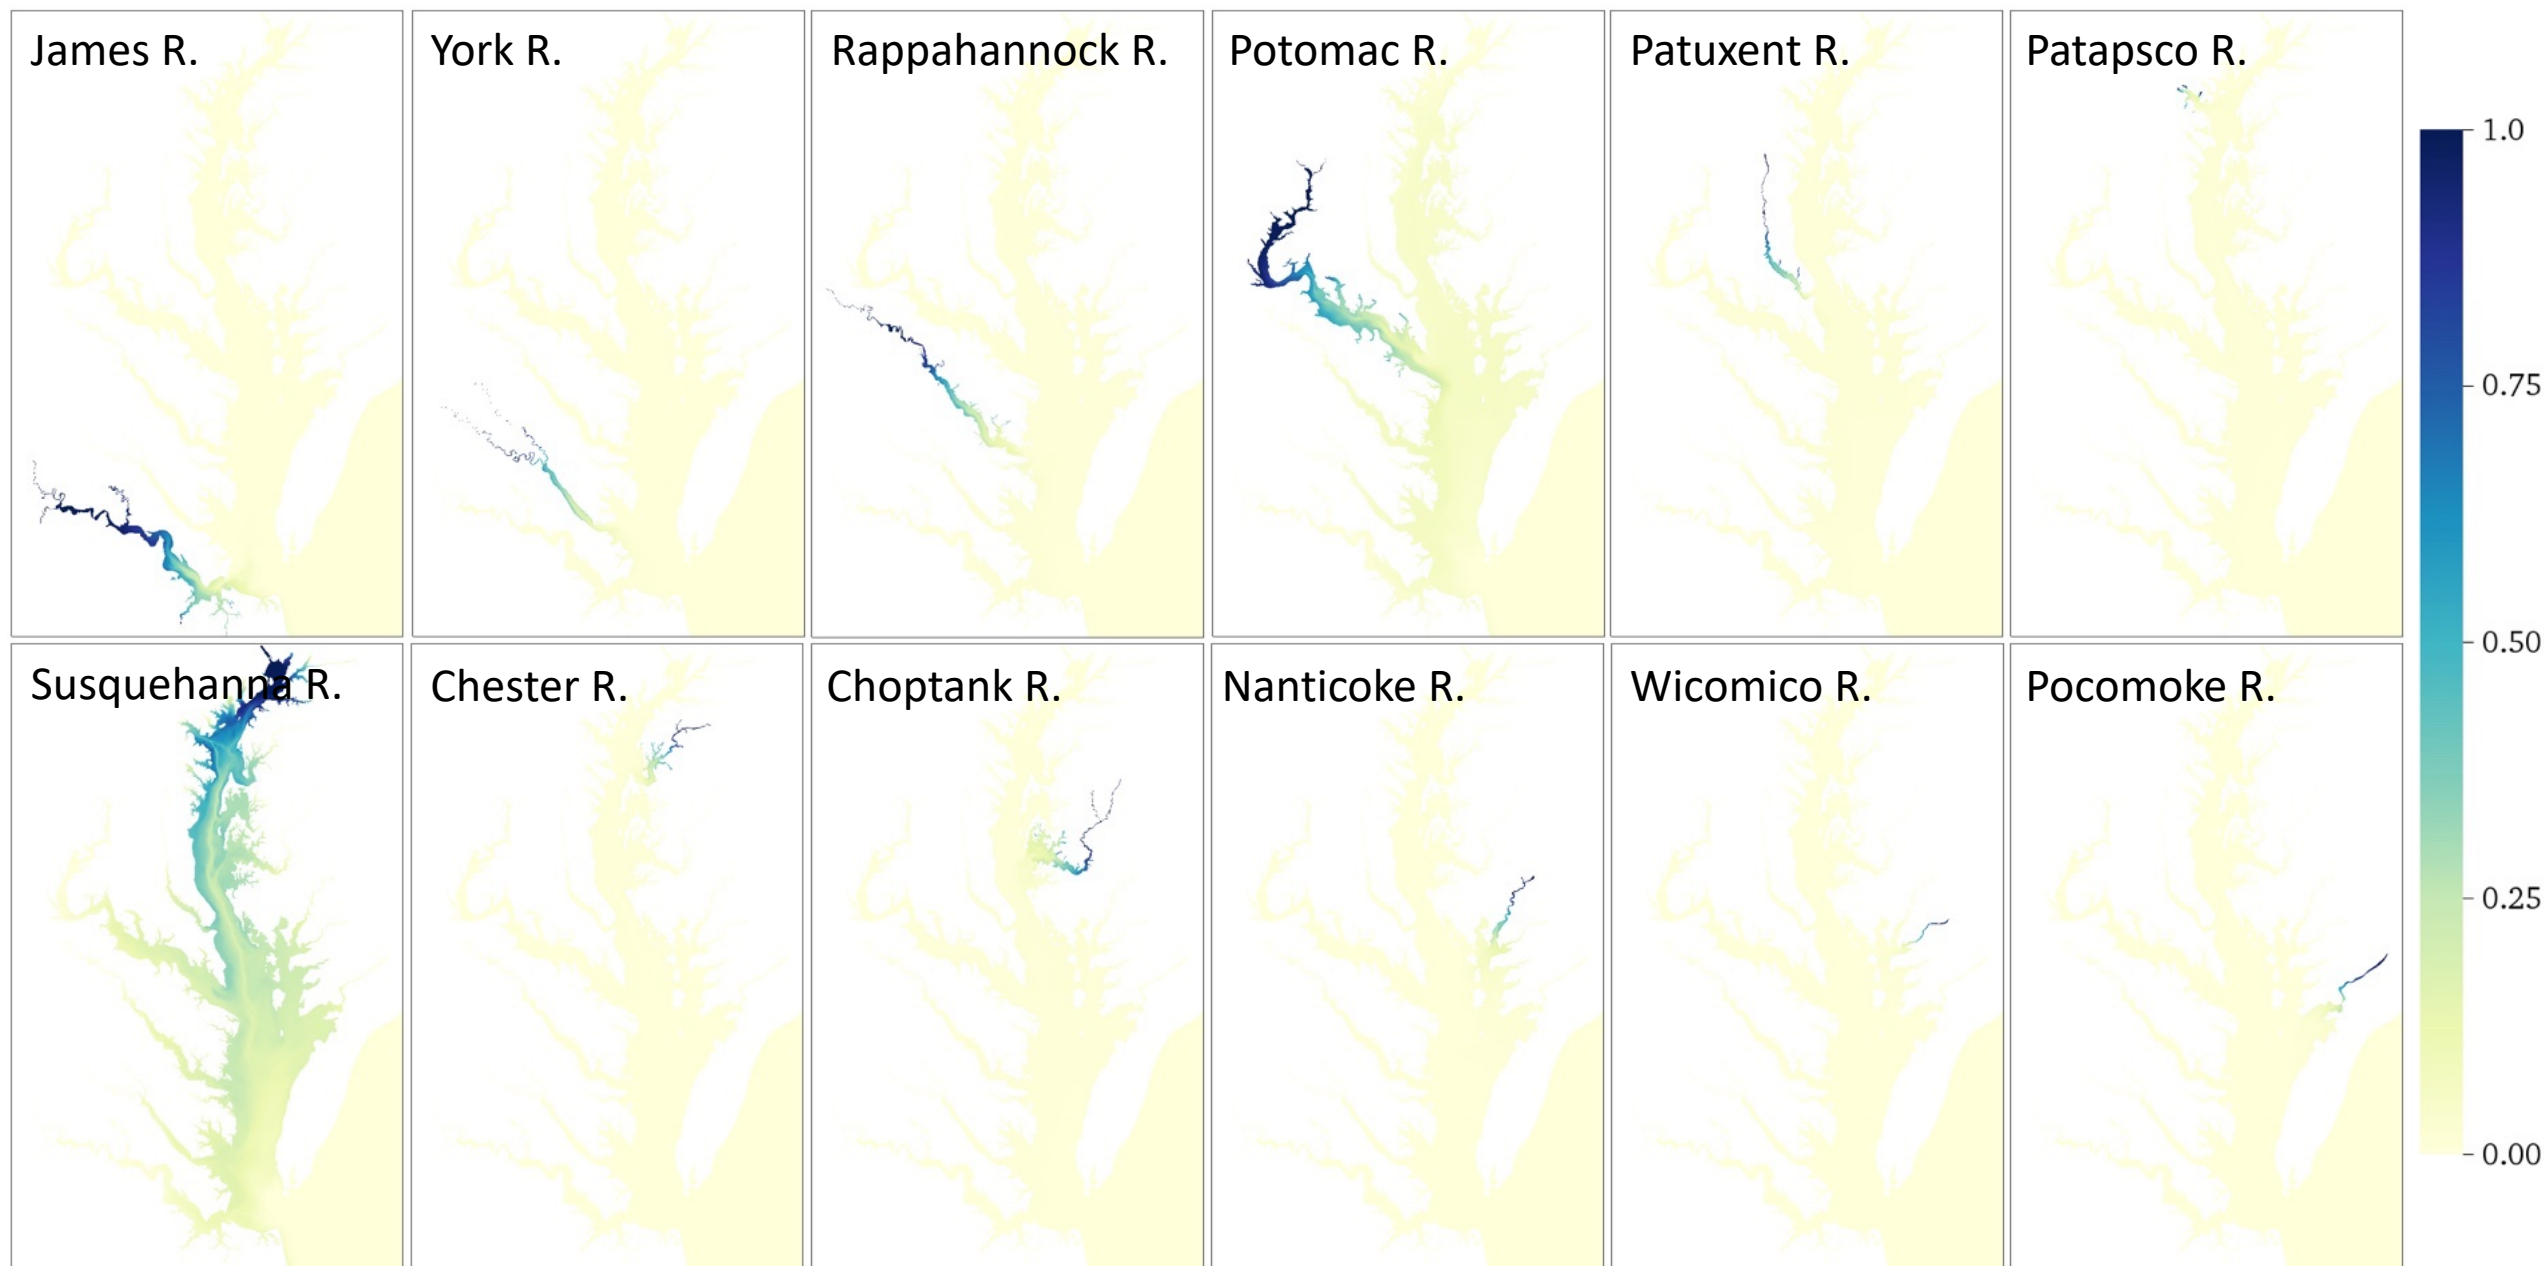 James R.
York R.
Rappahannock R.
Potomac R.
Patuxent R.
Patapsco R.
Susquehanna R.
Chester R.
Choptank R.
Nanticoke R.
Wicomico R.
Pocomoke R.
1.0
0.75
0.50
0.25
0.00